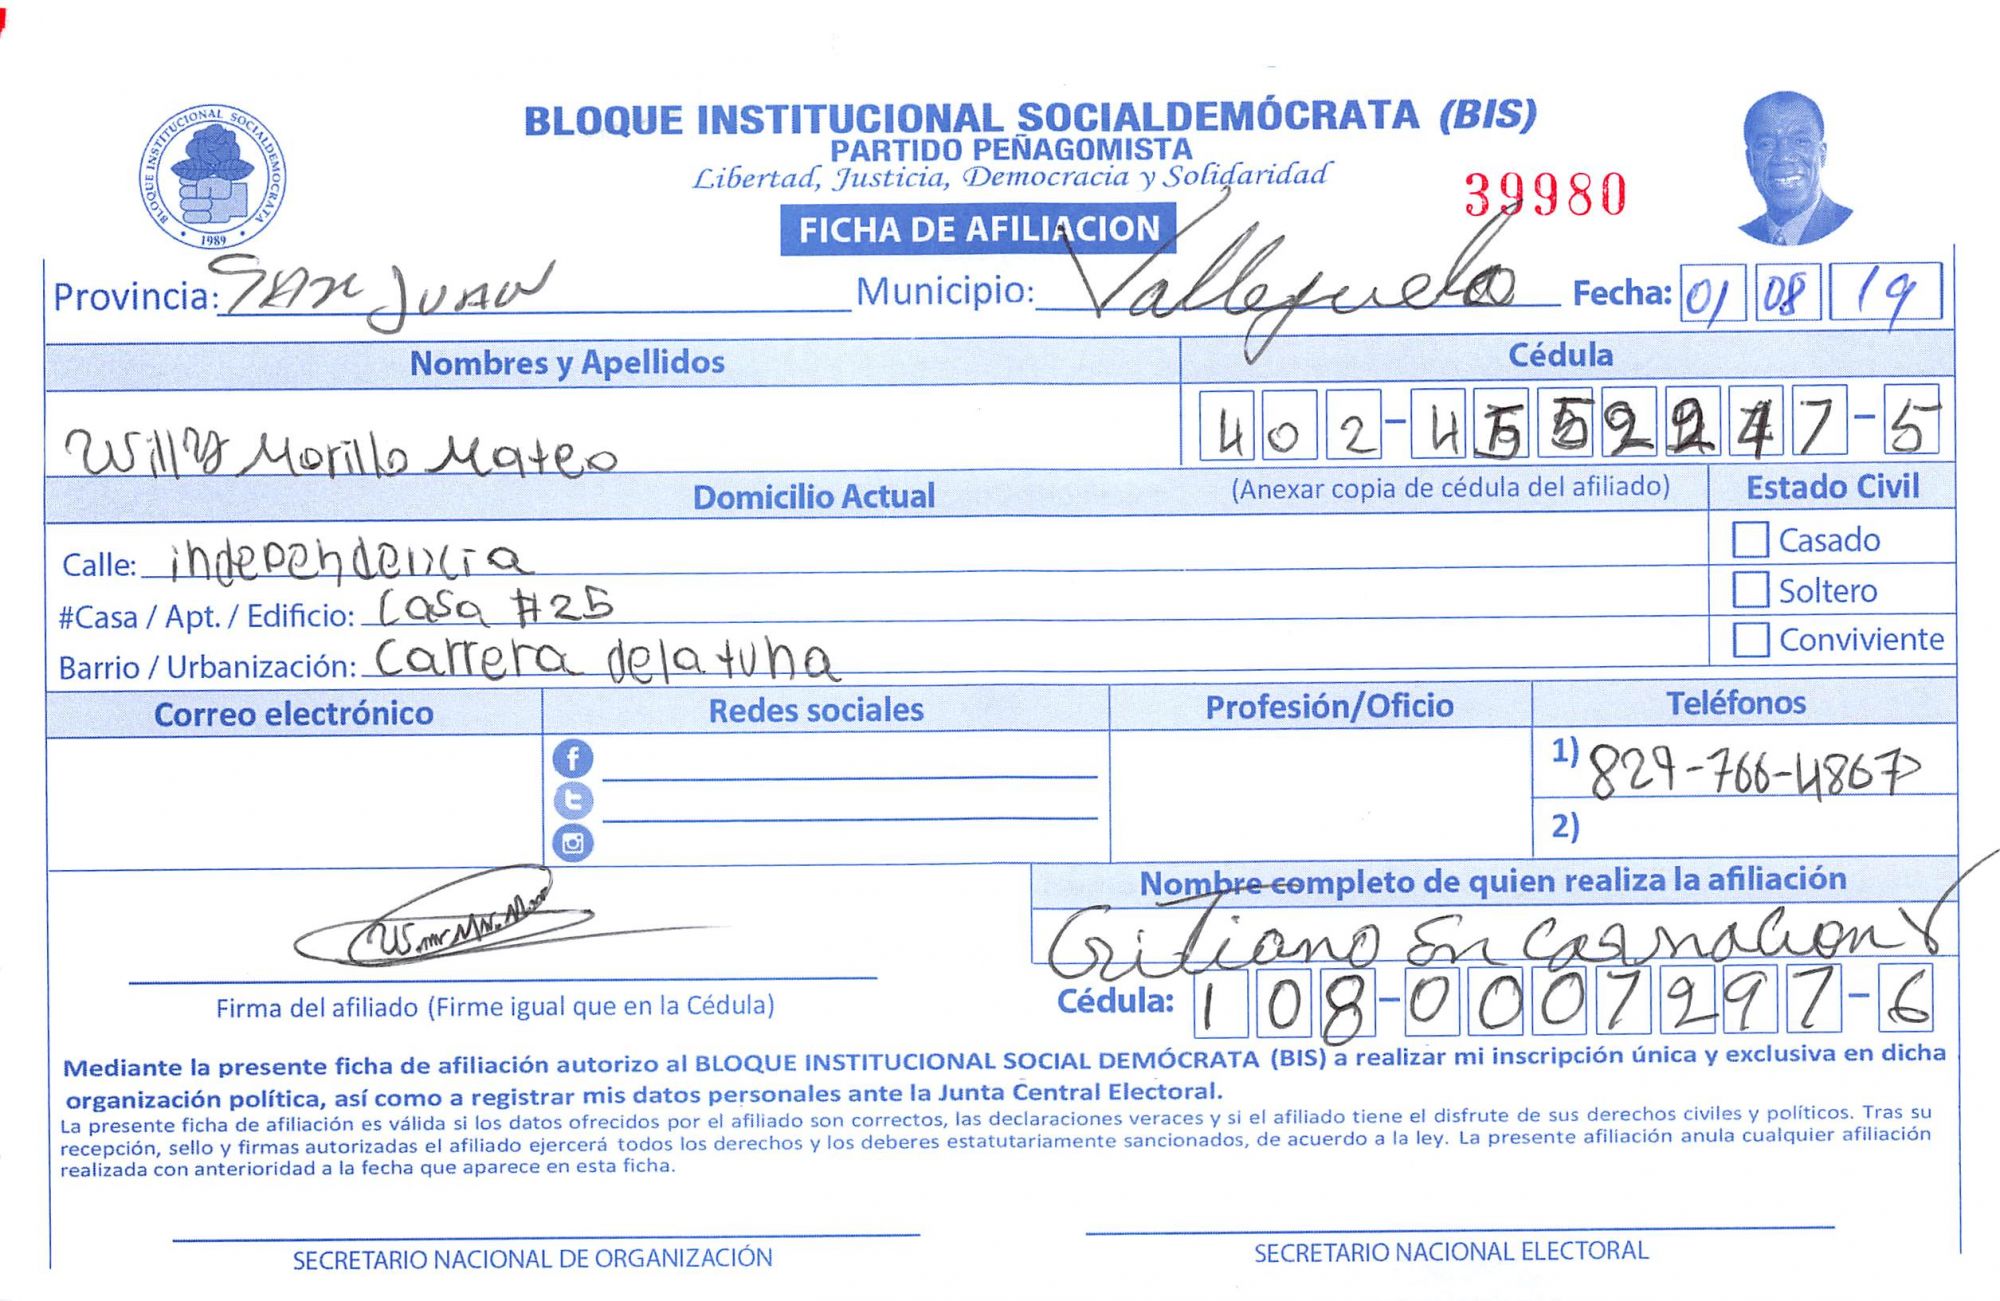 BLOQUE INSTITUCIONAL SOCIALDEMOCRATA
1989
BLOQUE INSTITUCIONAL SOCIALDEMÓCRATA (BIS)
PARTIDO PEÑAGOMISTA
Libertad, Justicia, Democracia y Solidaridad
39980
FICHA DE AFILIACION
Provincia: SAN JUAN Municipio: Vallejuelo Fecha: 01 08 19
Nombres y Apellidos Cédula
Willy Morillo Mateo 402-4552247-5
Domicilio Actual (Anexar copia de cédula del afiliado) Estado Civil
Calle: independencia Casado
#Casa / Apt. / Edificio: Casa #25 Soltero
Barrio / Urbanización: Carrera dela tuna Conviviente
Correo electrónico Redes sociales Profesión/Oficio Teléfonos
1) 829-766-4867
2)
Nombre completo de quien realiza la afiliación
Critiano Encarnacion V
Firma del afiliado (Firme igual que en la Cédula) Cédula: 108-0007297-6
Mediante la presente ficha de afiliación autorizo al BLOQUE INSTITUCIONAL SOCIAL DEMÓCRATA (BIS) a realizar mi inscripción única y exclusiva en dicha
organización política, así como a registrar mis datos personales ante la Junta Central Electoral.
La presente ficha de afiliación es válida si los datos ofrecidos por el afiliado son correctos, las declaraciones veraces y si el afiliado tiene el disfrute de sus derechos civiles y políticos. Tras su
recepción, sello y firmas autorizadas el afiliado ejercerá todos los derechos y los deberes estatutariamente sancionados, de acuerdo a la ley. La presente afiliación anula cualquier afiliación
realizada con anterioridad a la fecha que aparece en esta ficha.
SECRETARIO NACIONAL DE ORGANIZACIÓN SECRETARIO NACIONAL ELECTORAL